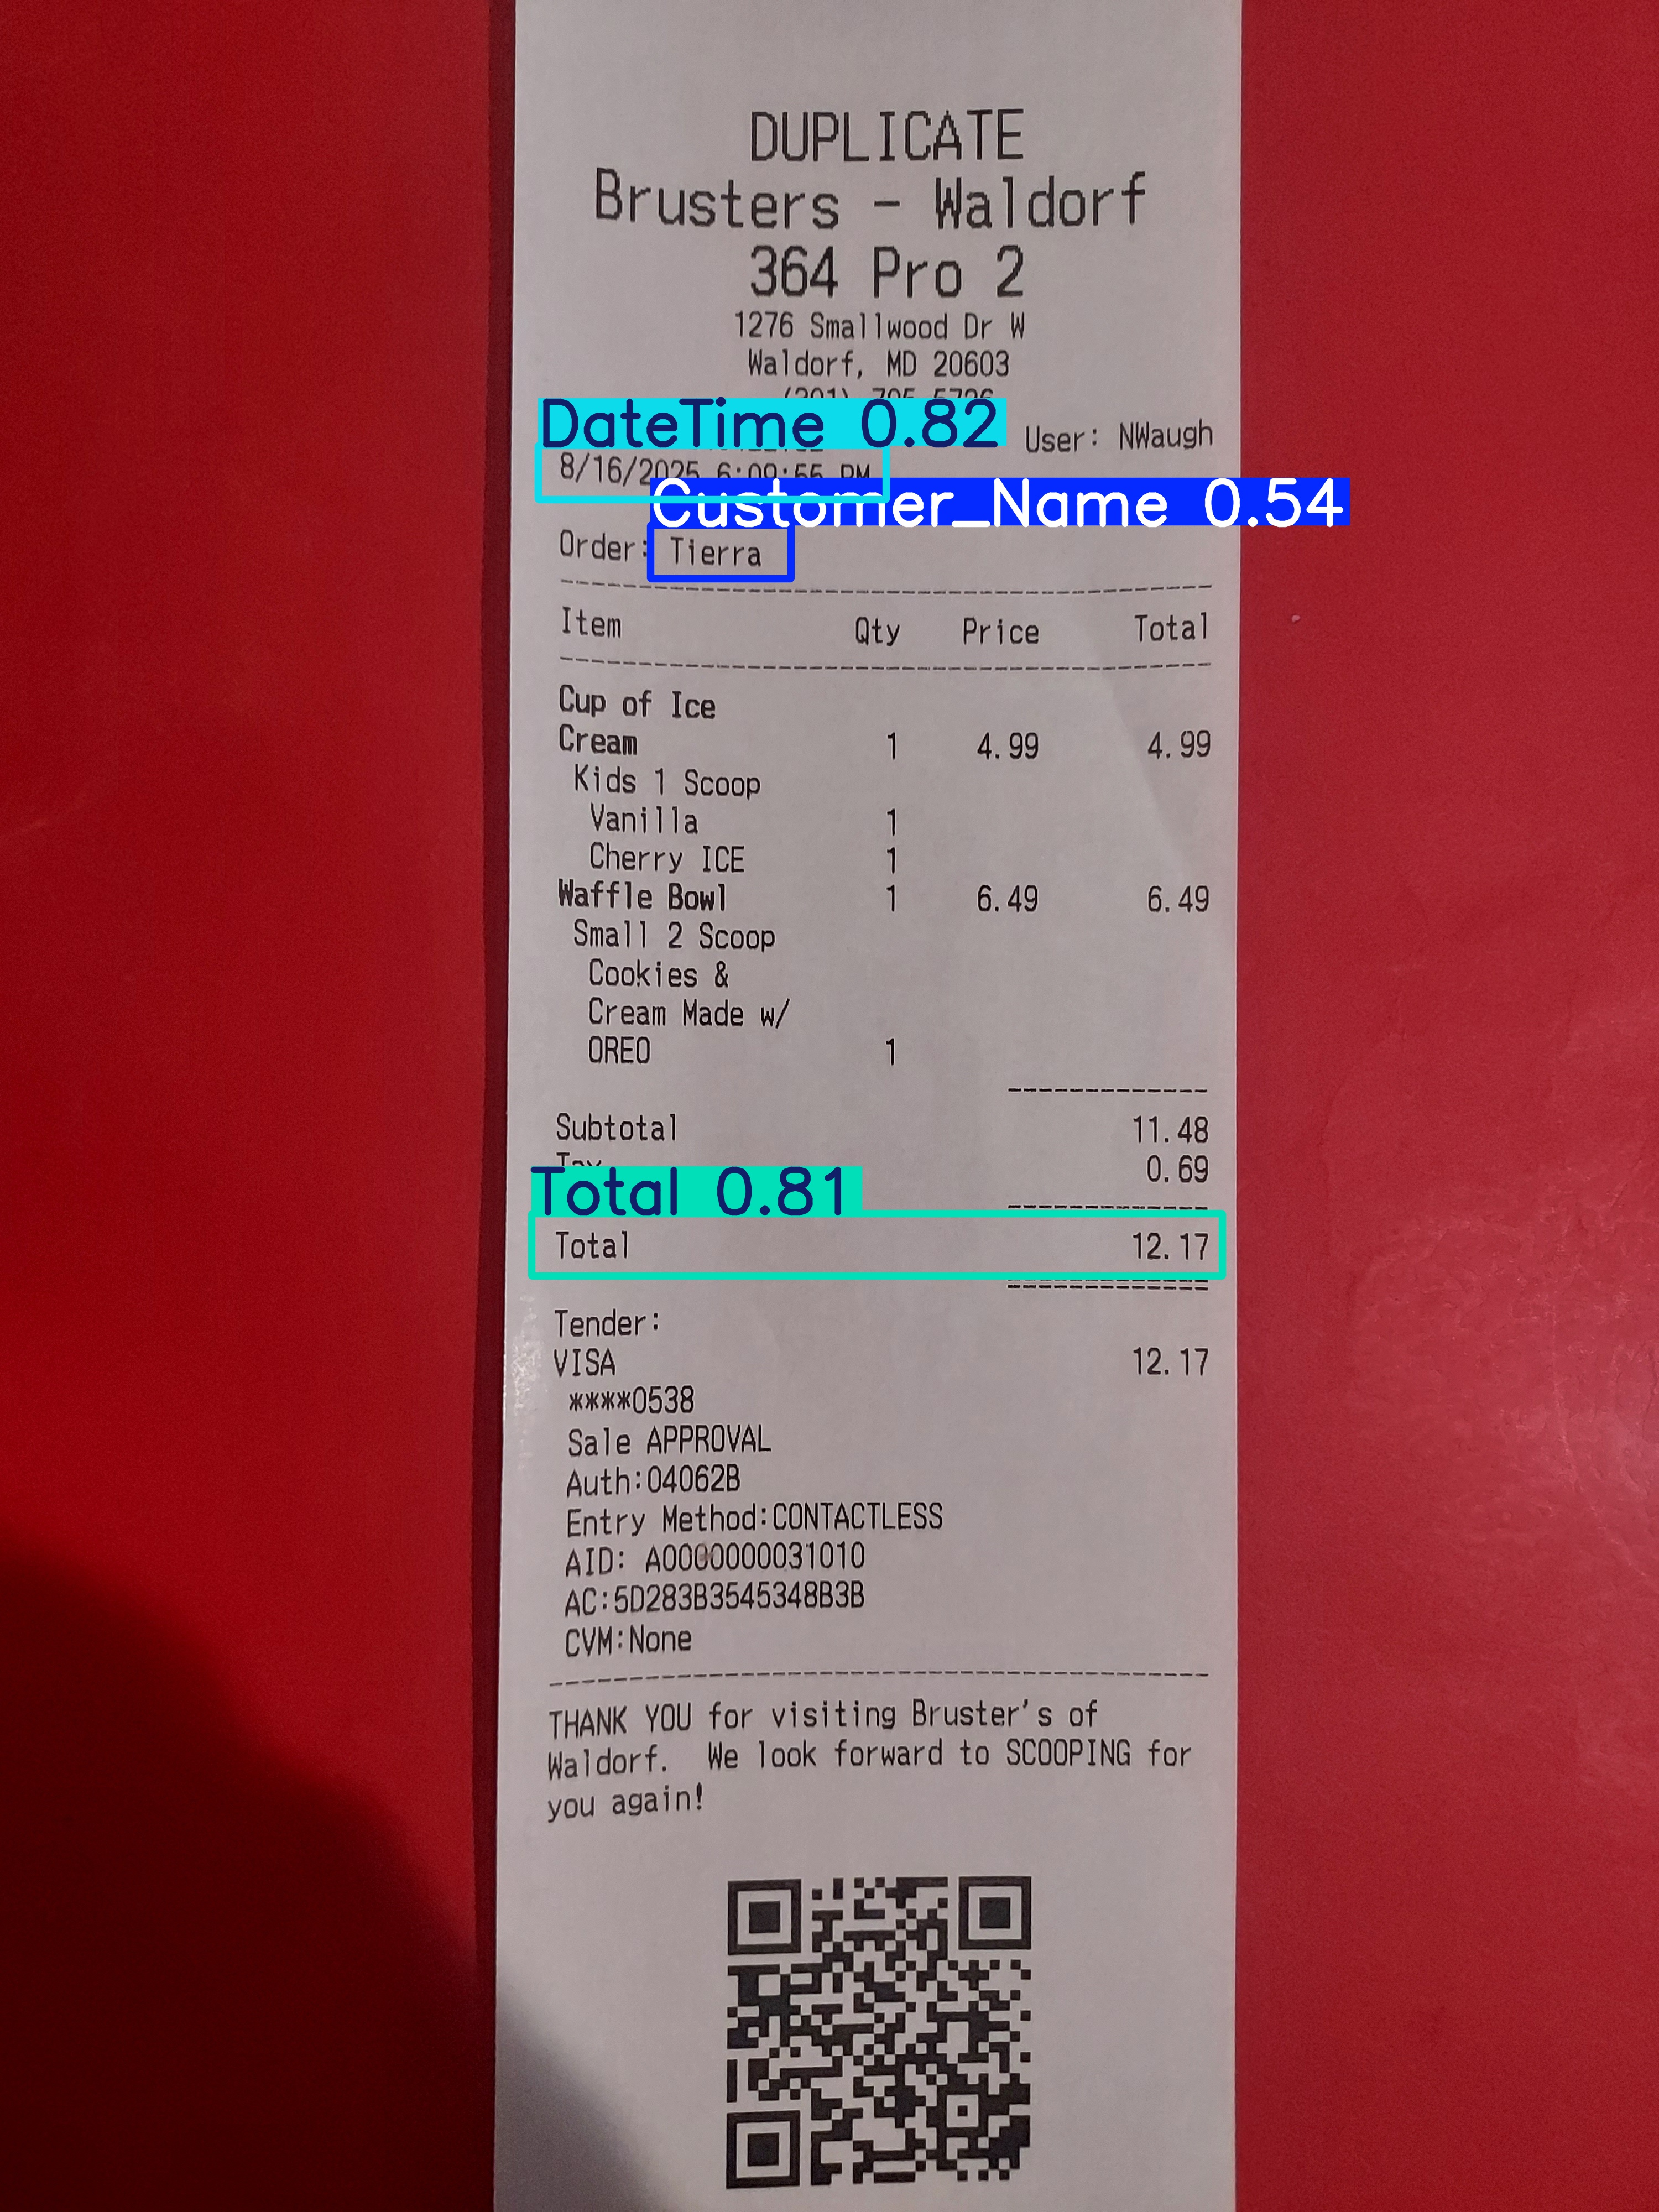 DUPLICATE
Brusters - Waldorf
364 Pro 2
1276 Smallwood Dr W
Waldorf, MD 20603
DateTime 0.82
User: NWaugh
8/16/2025 6:09:55 PM
Customer_Name 0.54
Order: Tierra
Item Qty Price Total
Cup of Ice
Cream 1 4.99 4.99
Kids 1 Scoop
Vanilla 1
Cherry ICE 1
Waffle Bowl 1 6.49 6.49
Small 2 Scoop
Cookies &
Cream Made w/
OREO 1
Subtotal 11.48
Tax 0.69
Total 0.81
Total 12.17
Tender:
VISA 12.17
****0538
Sale APPROVAL
Auth:04062B
Entry Method:CONTACTLESS
AID: A0000000031010
AC:5D283B3545348B3B
CVM:None
THANK YOU for visiting Bruster's of
Waldorf. We look forward to SCOOPING for
you again!